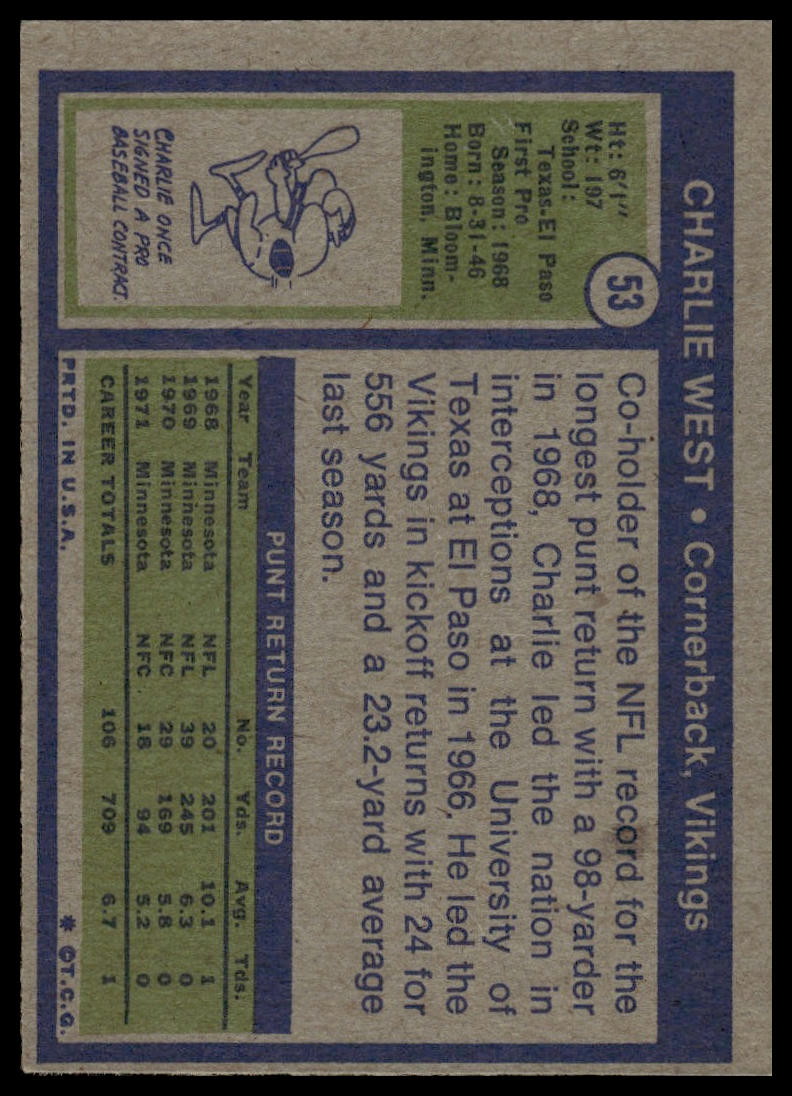 CHARLIE WEST • Cornerback, Vikings
53
Ht: 6'1"
Wt: 197
School:
Texas-El Paso
First Pro
Season: 1968
Born: 8-31-46
Home: Bloom-
ington, Minn.
CHARLIE ONCE
SIGNED A PRO
BASEBALL CONTRACT.
Co-holder of the NFL record for the
longest punt return with a 98-yarder
in 1968, Charlie led the nation in
interceptions at the University of
Texas at El Paso in 1966. He led the
Vikings in kickoff returns with 24 for
556 yards and a 23.2-yard average
last season.
PUNT RETURN RECORD
Year Team No. Yds. Avg. Tds.
1968 Minnesota NFL 20 201 10.1 1
1969 Minnesota NFL 39 245 6.3 0
1970 Minnesota NFC 29 169 5.8 0
1971 Minnesota NFC 18 94 5.2 0
CAREER TOTALS 106 709 6.7 1
PRTD. IN U.S.A. * ©T.C.G.